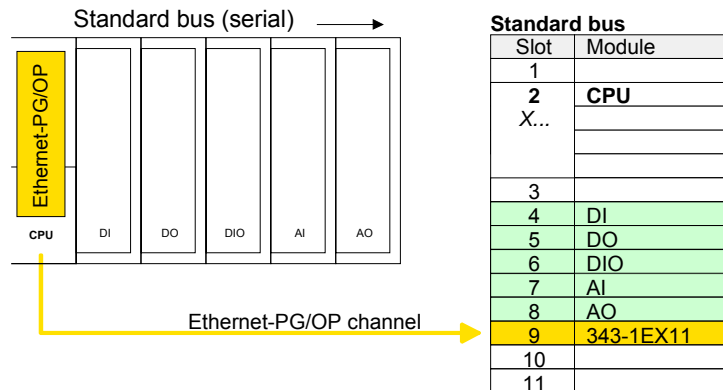 Standard bus (serial)
Ethernet-PG/OP
CPU
DI
DO
DIO
AI
AO
Ethernet-PG/OP channel
Standard bus
Slot Module
1
2 CPU
X...
3
4 DI
5 DO
6 DIO
7 AI
8 AO
9 343-1EX11
10
11